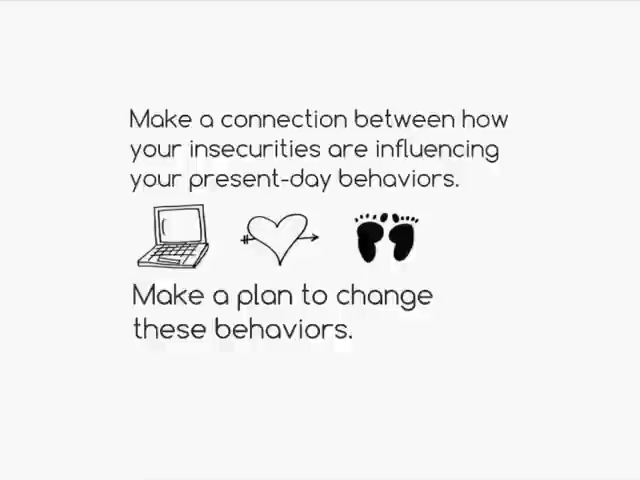 Make a connection between how
your insecurities are influencing
your present-day behaviors.
Make a plan to change
these behaviors.